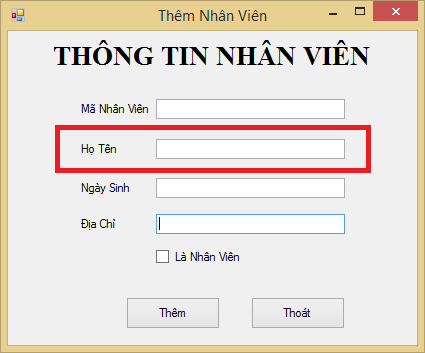 Thêm Nhân Viên
THÔNG TIN NHÂN VIÊN
Mã Nhân Viên
Họ Tên
Ngày Sinh
Địa Chỉ
Là Nhân Viên
Thêm Thoát